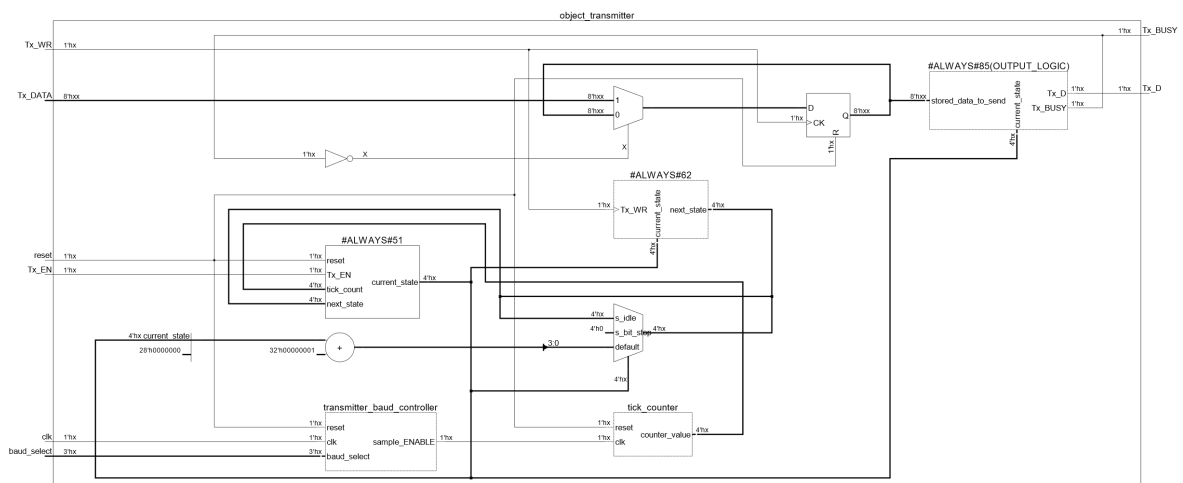 object_transmitter
Tx_WR 1'hx
1'hx Tx_BUSY
#ALWAYS#85(OUTPUT_LOGIC)
Tx_DATA 8'hxx
8'hxx 1
8'hxx 0
D
1'hx CK
Q 8'hxx
R
1'hx
8'hxx stored_data_to_send
current_state
4'hx
Tx_D 1'hx
1'hx Tx_D
Tx_BUSY 1'hx
1'hx
X
X
#ALWAYS#62
1'hx Tx_WR
current_state
next_state 4'hx
4'hx
#ALWAYS#51
reset 1'hx
1'hx reset
Tx_EN 1'hx
1'hx Tx_EN
4'hx tick_count
4'hx next_state
current_state 4'hx
4'hx s_idle
4'h0 s_bit_stop 4'hx
default
4'hx
4'hx current_state
28'h0000000
32'h00000001
+
3:0
transmitter_baud_controller
1'hx reset
clk 1'hx
1'hx clk
sample_ENABLE 1'hx
baud_select 3'hx
3'hx baud_select
tick_counter
1'hx reset
1'hx clk
counter_value 4'hx